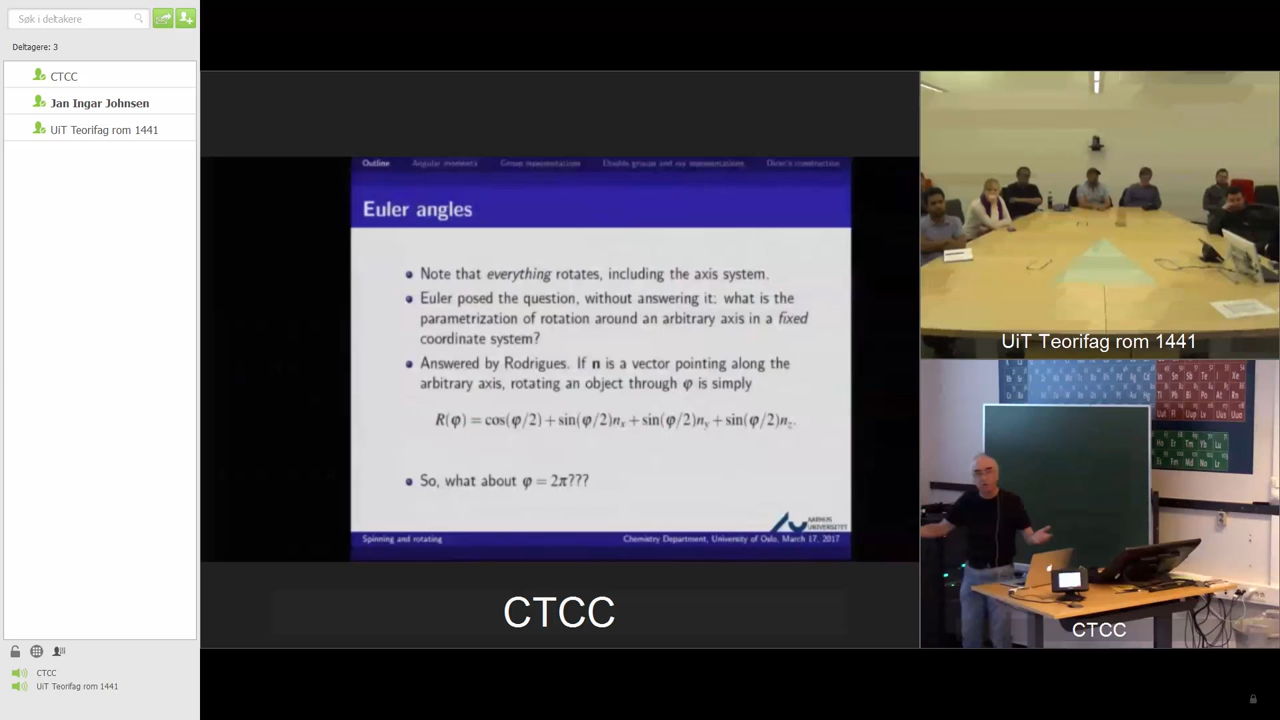 Søk i deltakere
Deltagere: 3
CTCC
Jan Ingar Johnsen
UiT Teorifag rom 1441
CTCC
UiT Teorifag rom 1441
Outline Angular momenta Group representations Double groups and ray representations Dirac's construction
Euler angles
Note that everything rotates, including the axis system.
Euler posed the question, without answering it: what is the
parametrization of rotation around an arbitrary axis in a fixed
coordinate system?
Answered by Rodrigues. If n is a vector pointing along the
arbitrary axis, rotating an object through φ is simply
R(φ) = cos(φ/2) + sin(φ/2)nₓ + sin(φ/2)n_y + sin(φ/2)n_z.
So, what about φ = 2π???
AARHUS
UNIVERSITET
Spinning and rotating Chemistry Department, University of Oslo, March 17, 2017
CTCC
UiT Teorifag rom 1441
CTCC